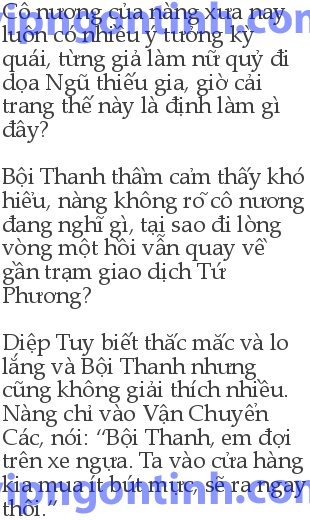 Cô nương của nàng xưa nay
luôn có nhiều ý tưởng kỳ
quái, từng giả làm nữ quỷ đi
dọa Ngũ thiếu gia, giờ cải
trang thế này là định làm gì
đây?
Bội Thanh thầm cảm thấy khó
hiểu, nàng không rõ cô nương
đang nghĩ gì, tại sao đi lòng
vòng một hồi vẫn quay về
gần trạm giao dịch Tứ
Phương?
Diệp Tuy biết thắc mắc và lo
lắng và Bội Thanh nhưng
cũng không giải thích nhiều.
Nàng chỉ vào Vận Chuyển
Các, nói: “Bội Thanh, em đợi
trên xe ngựa. Ta vào cửa hàng
kia mua ít bút mực, sẽ ra ngay
thôi.”